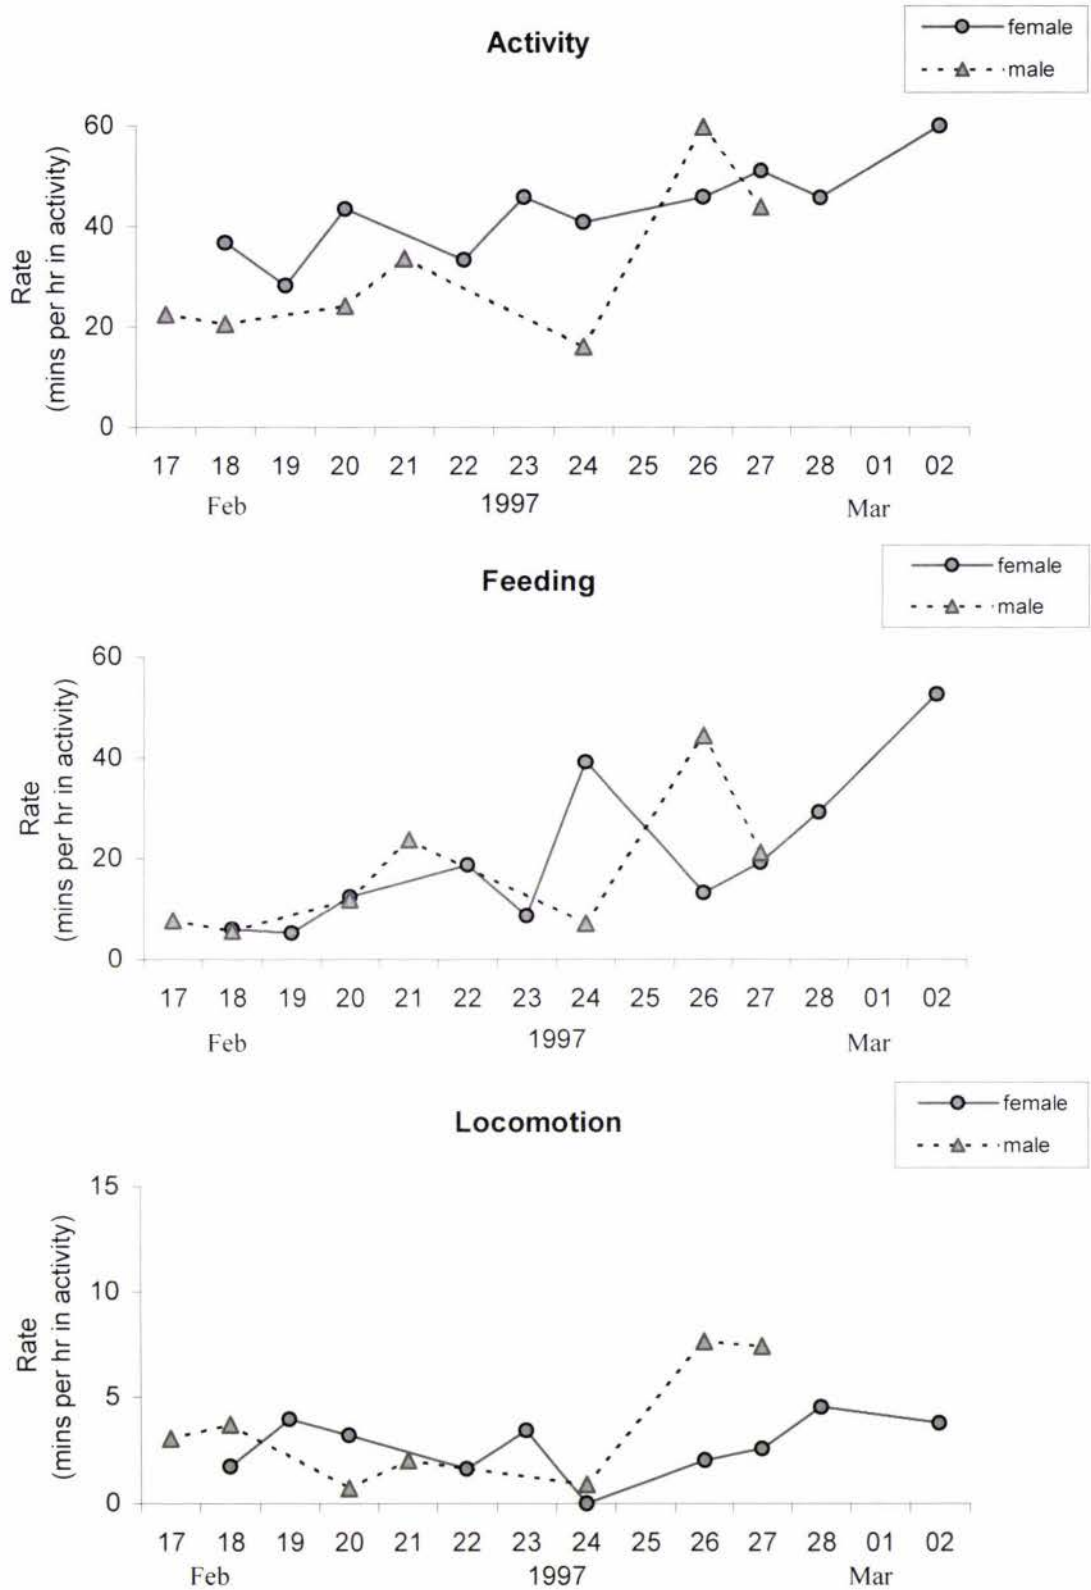 Activity
female
male
Rate
(mins per hr in activity)
60
40
20
0
17 18 19 20 21 22 23 24 25 26 27 28 01 02
Feb 1997 Mar
Feeding
female
male
Rate
(mins per hr in activity)
60
40
20
0
17 18 19 20 21 22 23 24 25 26 27 28 01 02
Feb 1997 Mar
Locomotion
female
male
Rate
(mins per hr in activity)
15
10
5
0
17 18 19 20 21 22 23 24 25 26 27 28 01 02
Feb 1997 Mar